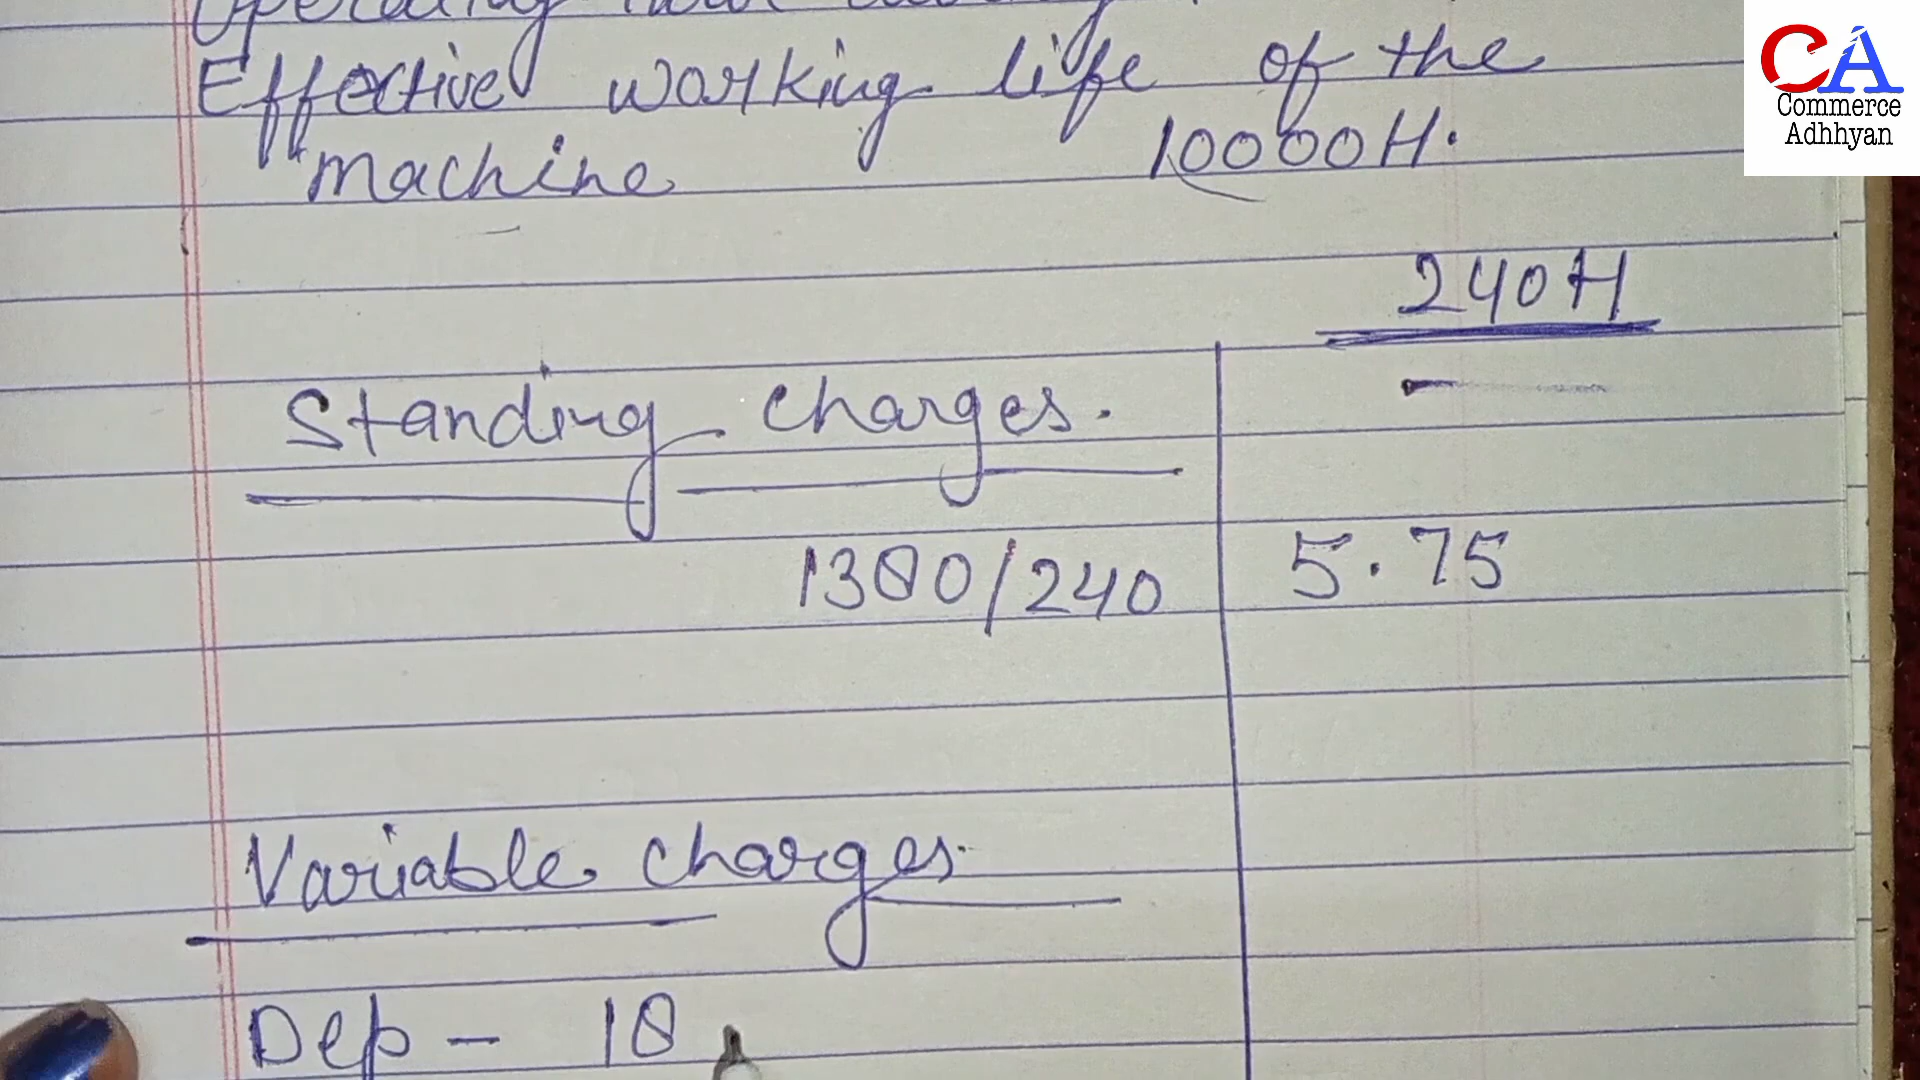 Operating
Effective working life of the
machine 10000H.
240H
Standing charges.
1380/240 5.75
Variable charges.
Dep - 18
CA
Commerce
Adhhyan